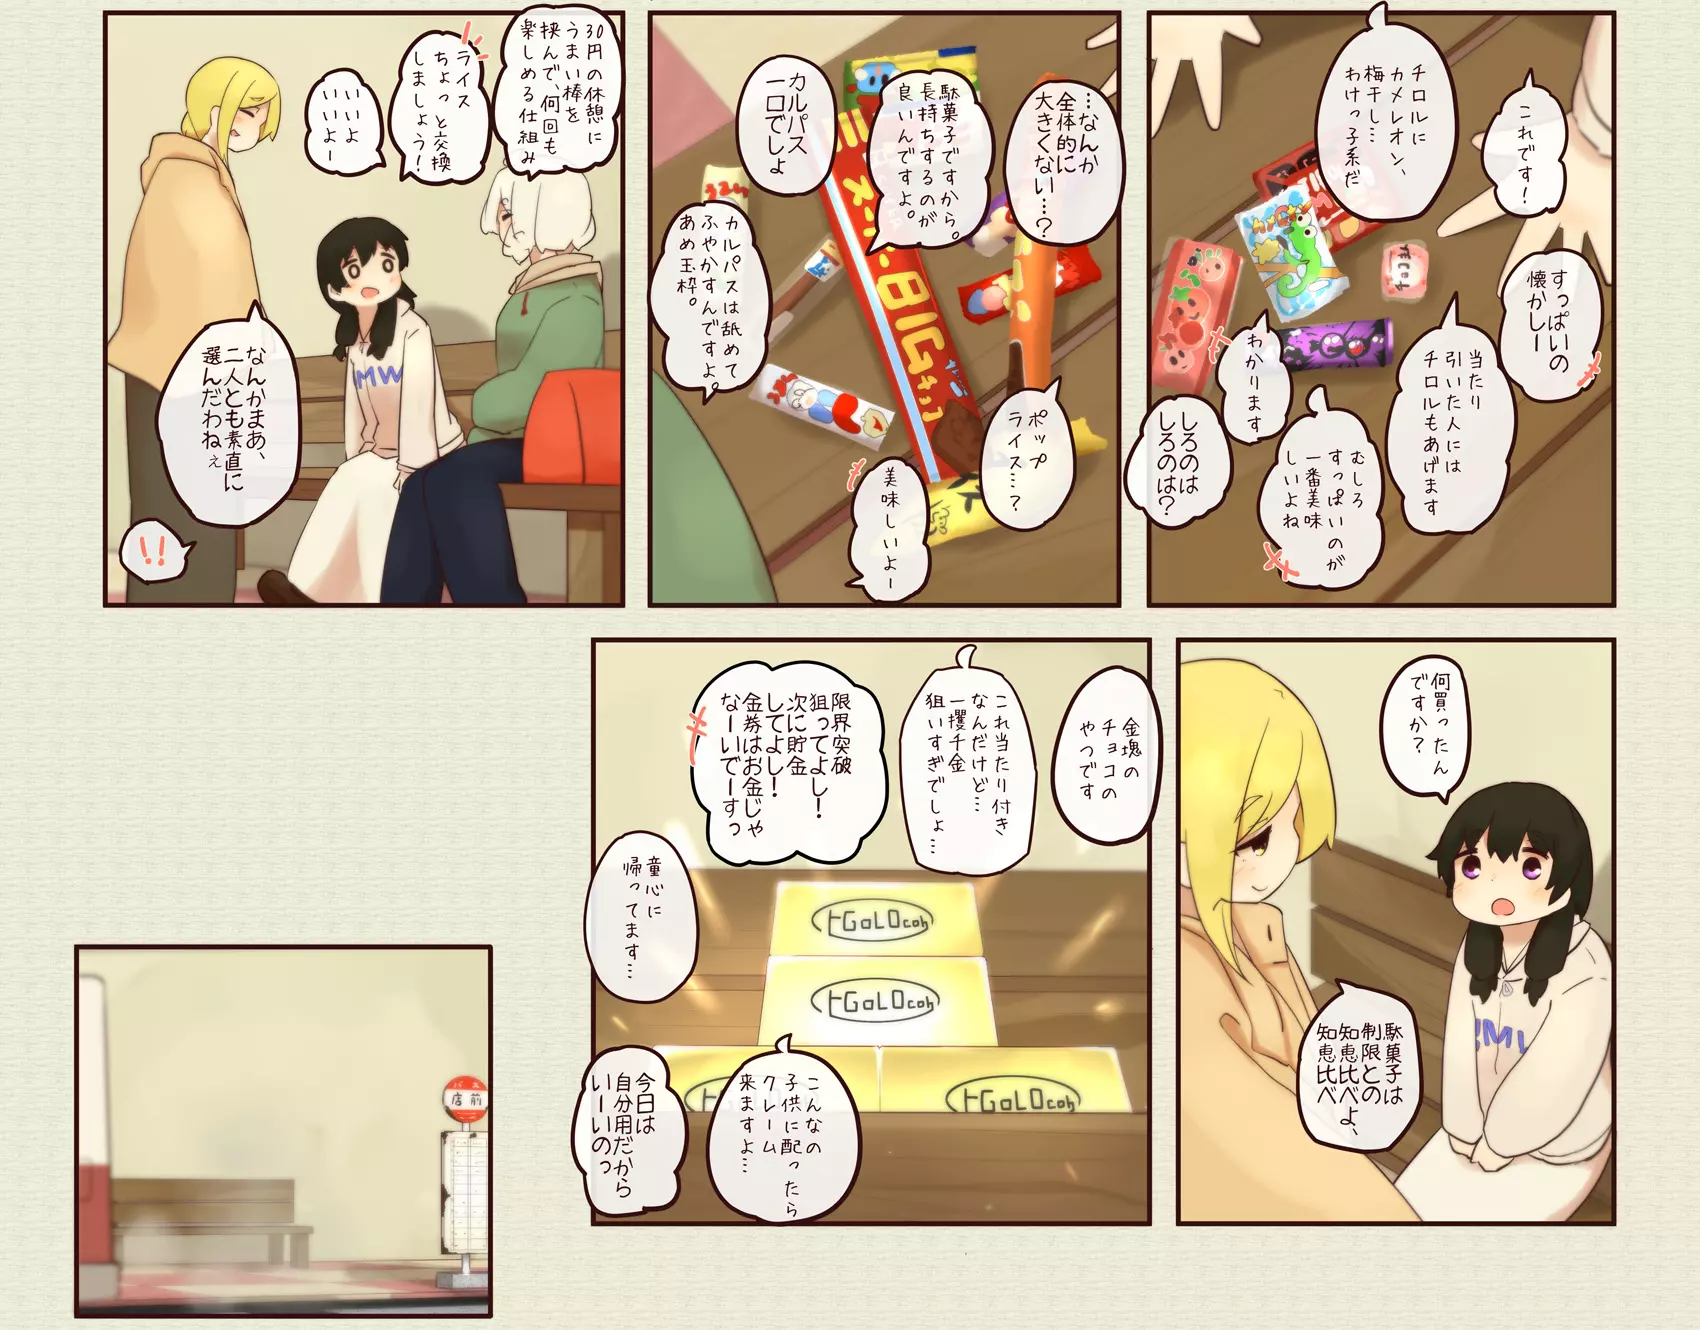 これです!
チロルに
カメレオン、
梅干し…
わけっ子系だ
すっぱいの
懐かしー
当たり
引いた人には
チロルもあげます
わかります
むしろ
すっぱいのが
一番美味
しいよね
しろのは
しろのは?
…なんか
全体的に
大きくない…?
駄菓子ですから。
長持ちするのが
良いんですよ。
カルパス
一口でしょ
カルパスは舐めて
ふやかすんですよ。
あめ玉枠。
ポップ
ライス…?
美味しいよー
BIG
チョコ
30円の休憩に
うまい棒を
挟んで、何回も
楽しめる仕組み
ライス
ちょっと交換
しましょう!
いいよ
いいよー
なんかまあ、
二人とも素直に
選んだわねぇ
!!
MW
何買ったん
ですか?
駄菓子は
制限との
知恵比べよ、
知恵比べ
金塊の
チョコの
やつです
これ当たり付き
なんだけど…
一攫千金
狙いすぎでしょ…
限界突破
狙ってよし!
次に貯金
してよし!
金券はお金じゃ
なーいでーすっ
童心に
帰ってます…
GoLDcoh
GoLDcoh
GoLDcoh
こんなの
子供に配ったら
クレーム
来ますよ…
今日は
自分用だから
いーいのっ
バス
店前